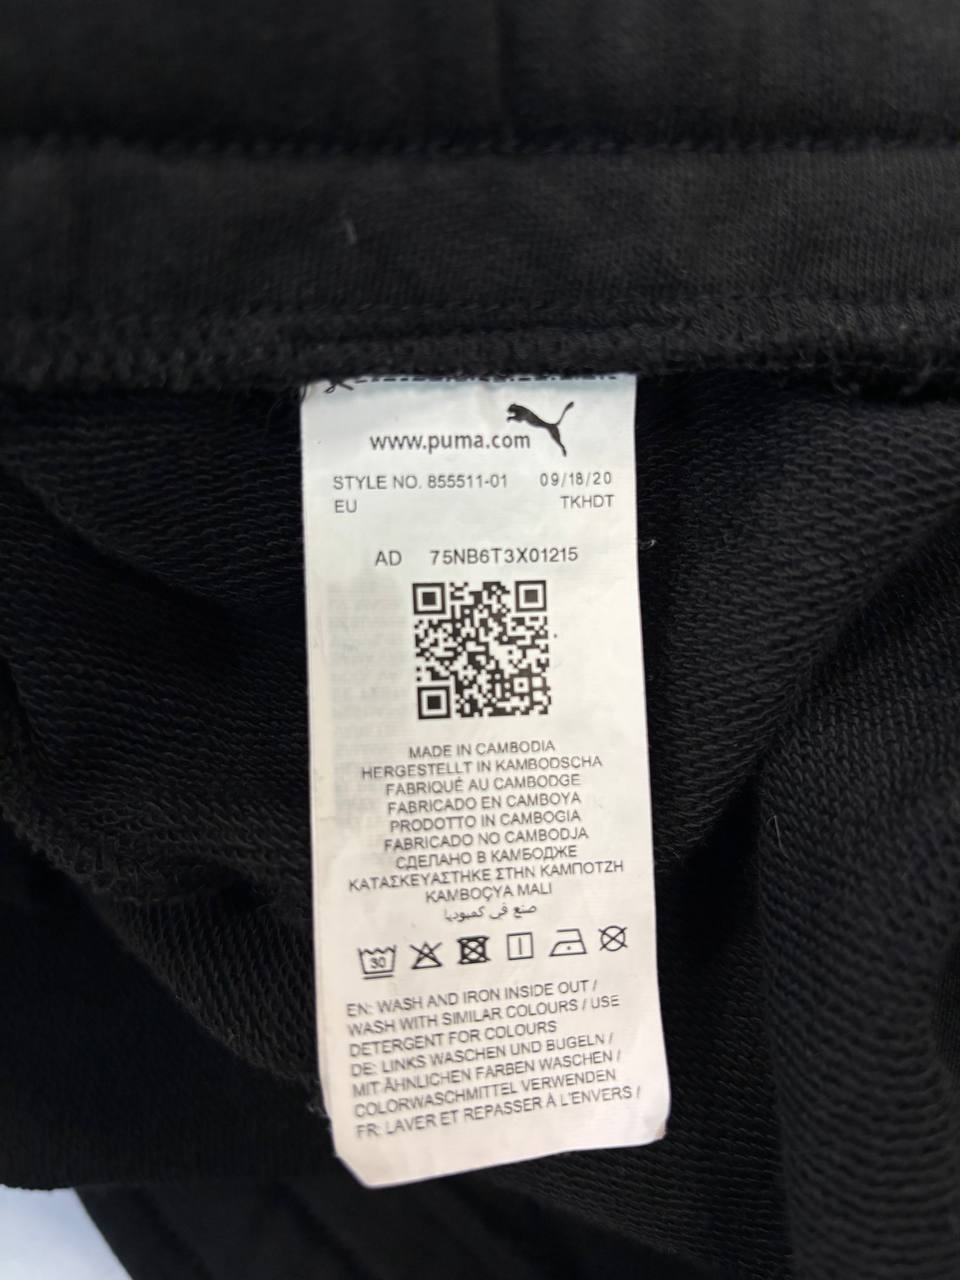 www.puma.com
STYLE NO. 855511-01 09/18/20
EU TKHDT
AD 75NB6T3X01215
MADE IN CAMBODIA
HERGESTELLT IN KAMBODSCHA
FABRIQUÉ AU CAMBODGE
FABRICADO EN CAMBOYA
PRODOTTO IN CAMBOGIA
FABRICADO NO CAMBODJA
СДЕЛАНО В КАМБОДЖЕ
ΚΑΤΑΣΚΕΥΑΣΤΗΚΕ ΣΤΗΝ ΚΑΜΠΟΤΖΗ
KAMBOÇYA MALI
صنع في كمبوديا
30
EN: WASH AND IRON INSIDE OUT /
WASH WITH SIMILAR COLOURS / USE
DETERGENT FOR COLOURS
DE: LINKS WASCHEN UND BUGELN /
MIT ÄHNLICHEN FARBEN WASCHEN /
COLORWASCHMITTEL VERWENDEN
FR: LAVER ET REPASSER À L'ENVERS /